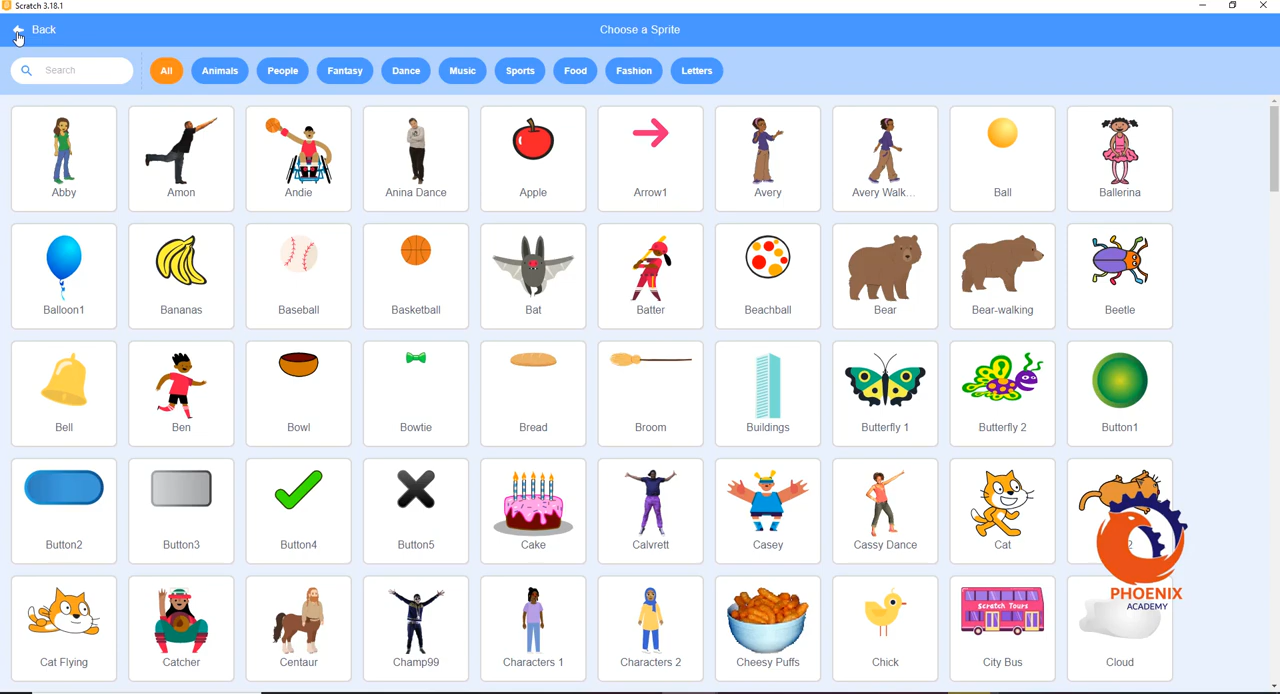 Scratch 3.18.1
Back
Choose a Sprite
Search
All
Animals
People
Fantasy
Dance
Music
Sports
Food
Fashion
Letters
Abby
Amon
Andie
Anina Dance
Apple
Arrow1
Avery
Avery Walk...
Ball
Ballerina
Balloon1
Bananas
Baseball
Basketball
Bat
Batter
Beachball
Bear
Bear-walking
Beetle
Bell
Ben
Bowl
Bowtie
Bread
Broom
Buildings
Butterfly 1
Butterfly 2
Button1
Button2
Button3
Button4
Button5
Cake
Calvrett
Casey
Cassy Dance
Cat
2
PHOENIX
ACADEMY
Cat Flying
Catcher
Centaur
Champ99
Characters 1
Characters 2
Cheesy Puffs
Chick
Scratch Tours
City Bus
Cloud